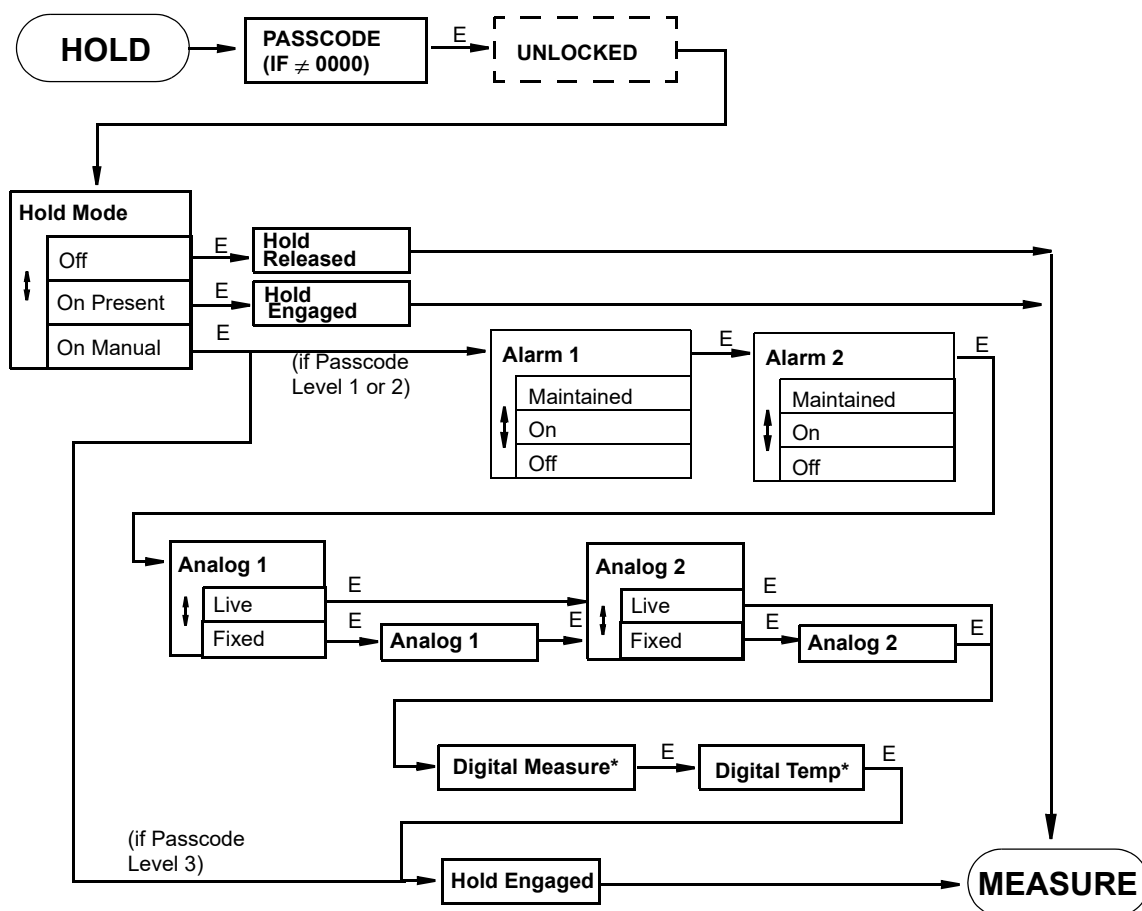 HOLD
PASSCODE
(IF ≠ 0000)
E
UNLOCKED
Hold Mode
Off
E
Hold
Released
On Present
E
Hold
Engaged
On Manual
E
(if Passcode
Level 1 or 2)
Alarm 1
Maintained
On
Off
E
Alarm 2
Maintained
On
Off
E
Analog 1
Live
E
Fixed
E
Analog 1
E
Analog 2
Live
E
Fixed
E
Analog 2
E
Digital Measure*
E
Digital Temp*
E
(if Passcode
Level 3)
Hold Engaged
MEASURE